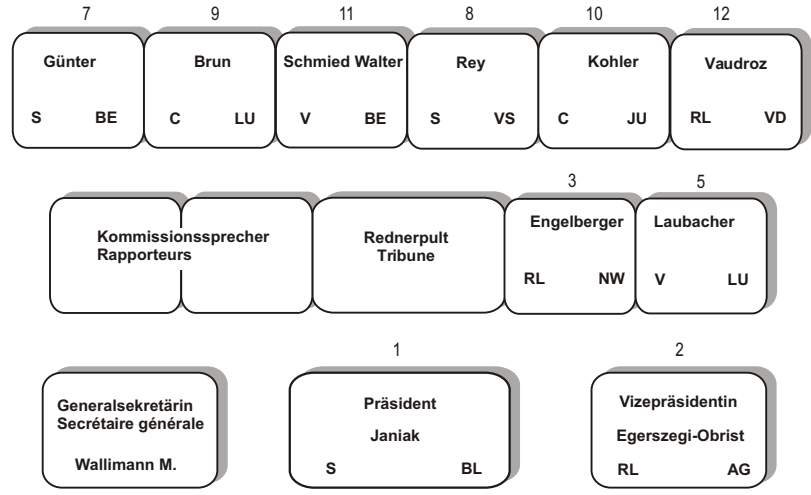 7 9 11 8 10 12
Günter Brun Schmied Walter Rey Kohler Vaudroz
S BE C LU V BE S VS C JU RL VD
3 5
Kommissionssprecher Rednerpult Engelberger Laubacher
Rapporteurs Tribune
RL NW V LU
1 2
Generalsekretärin Präsident Vizepräsidentin
Secrétaire générale
Janiak Egerszegi-Obrist
Wallimann M. S BL RL AG